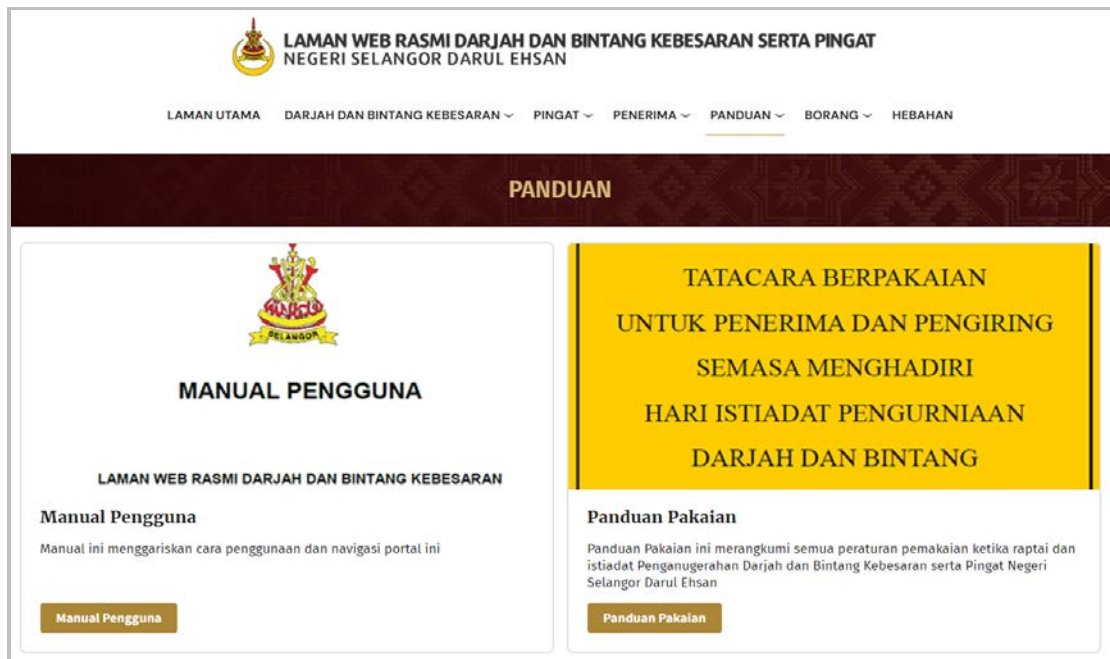 LAMAN WEB RASMI DARJAH DAN BINTANG KEBESARAN SERTA PINGAT
NEGERI SELANGOR DARUL EHSAN
LAMAN UTAMA DARJAH DAN BINTANG KEBESARAN PINGAT PENERIMA PANDUAN BORANG HEBAHAN
PANDUAN
SELANGOR
MANUAL PENGGUNA
LAMAN WEB RASMI DARJAH DAN BINTANG KEBESARAN
Manual Pengguna
Manual ini menggariskan cara penggunaan dan navigasi portal ini
Manual Pengguna
TATACARA BERPAKAIAN
UNTUK PENERIMA DAN PENGIRING
SEMASA MENGHADIRI
HARI ISTIADAT PENGURNIAAN
DARJAH DAN BINTANG
Panduan Pakaian
Panduan Pakaian ini merangkumi semua peraturan pemakaian ketika raptai dan
istiadat Penganugerahan Darjah dan Bintang Kebesaran serta Pingat Negeri
Selangor Darul Ehsan
Panduan Pakaian